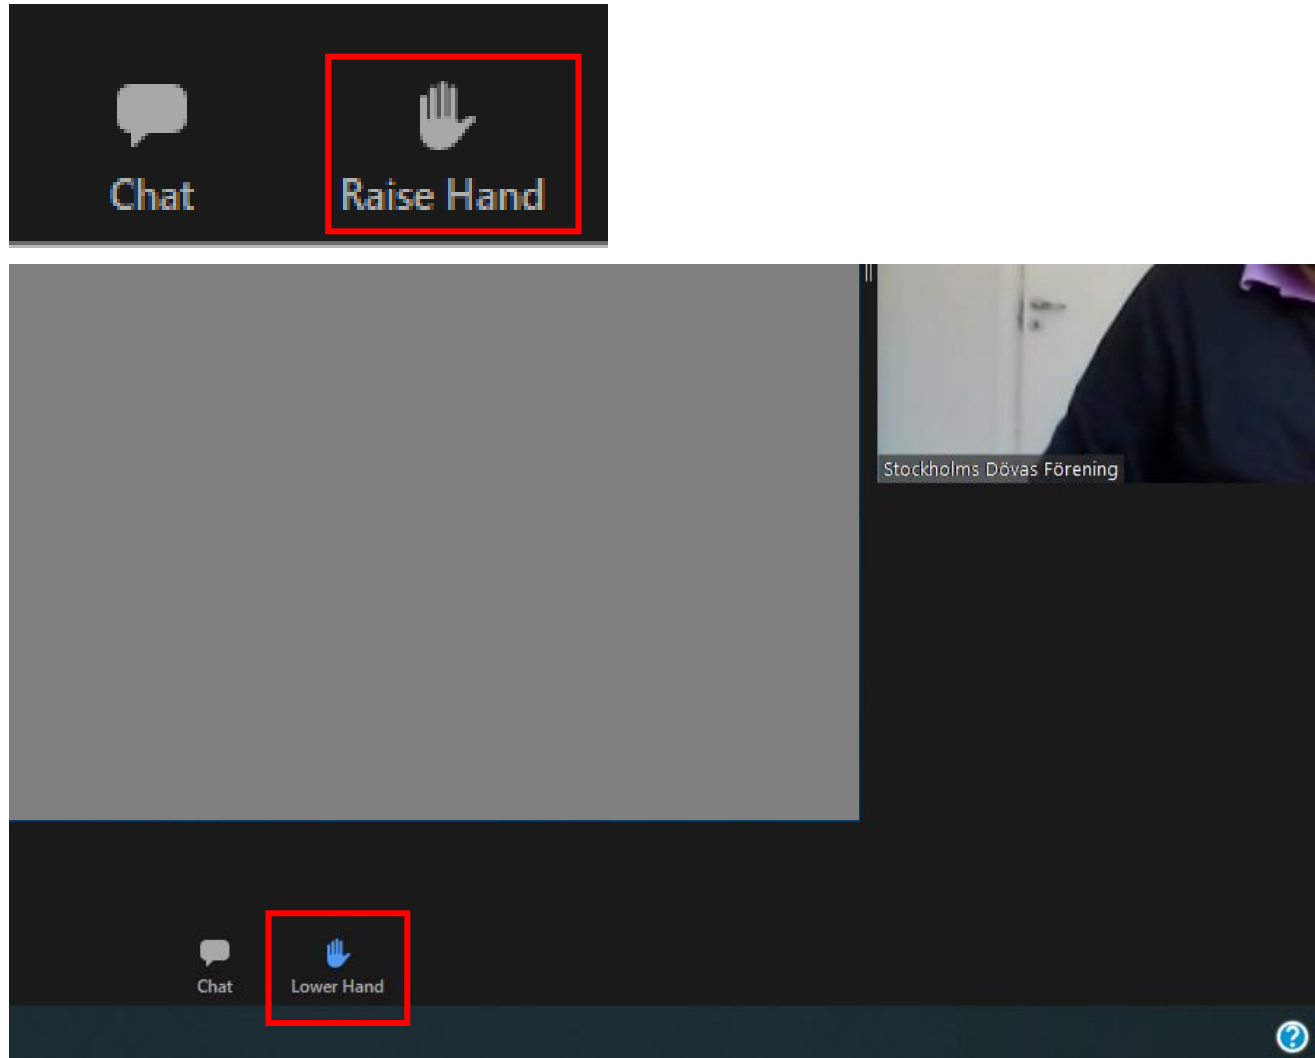 Chat
Raise Hand
Stockholms Dövas Förening
Chat
Lower Hand
?